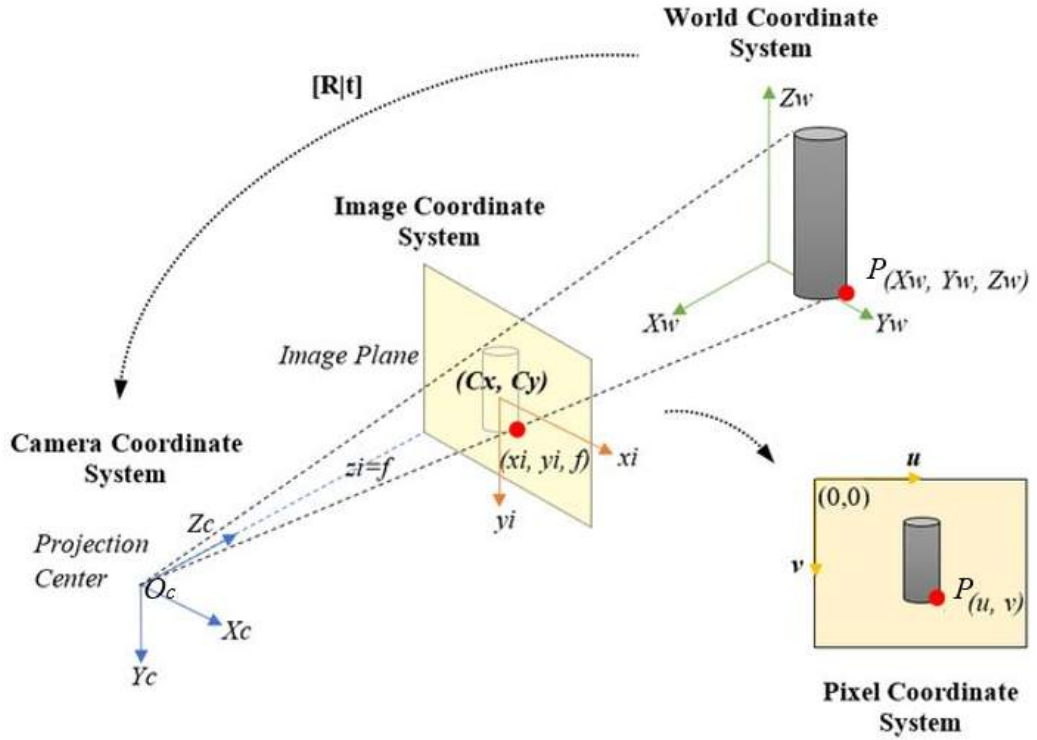 World Coordinate
System
[R|t]
Zw
Image Coordinate
System
P(Xw, Yw, Zw)
Xw
Yw
Image Plane
(Cx, Cy)
Camera Coordinate
System
zi=f
(xi, yi, f)
xi
yi
u
(0,0)
Zc
Projection
Center
Oc
v
P(u, v)
Xc
Yc
Pixel Coordinate
System